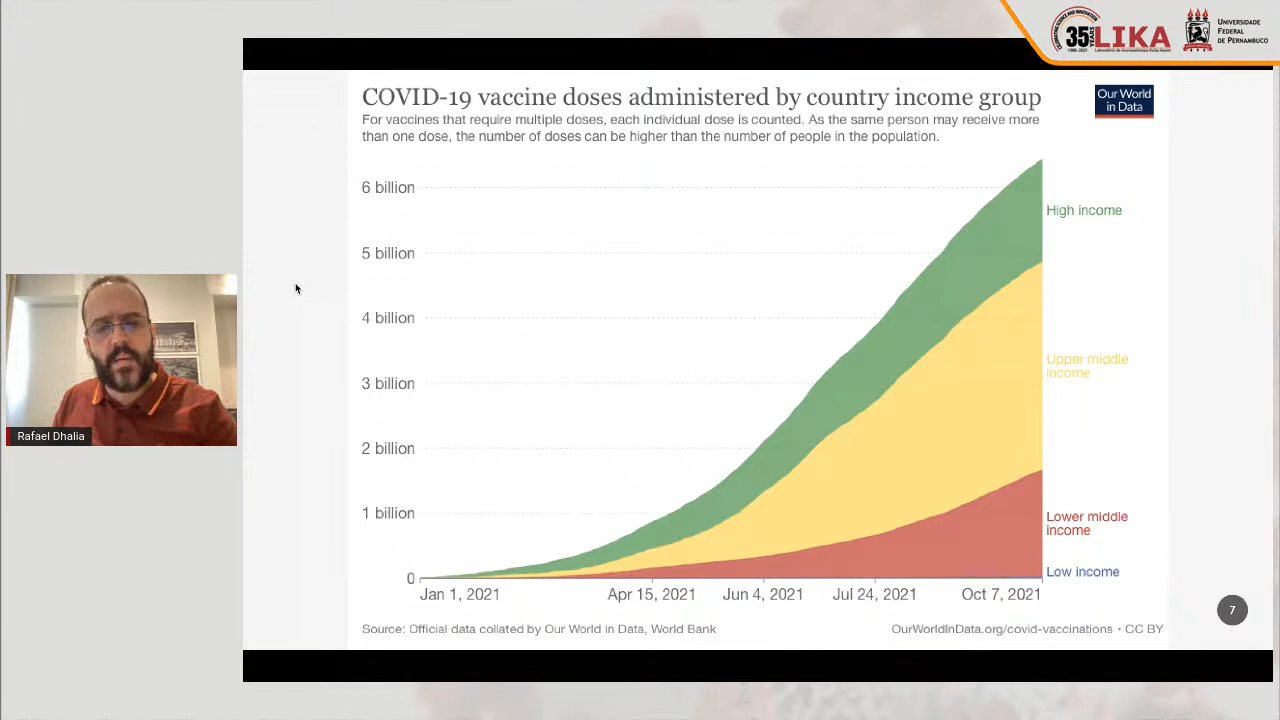 35
YEARS
1986-2021
LIKA
UNIVERSIDADE
FEDERAL
DE PERNAMBUCO
COVID-19 vaccine doses administered by country income group
For vaccines that require multiple doses, each individual dose is counted. As the same person may receive more
than one dose, the number of doses can be higher than the number of people in the population.
Our World
in Data
6 billion
5 billion
4 billion
3 billion
2 billion
1 billion
0
High income
Upper middle
income
Lower middle
income
Low income
Jan 1, 2021
Apr 15, 2021
Jun 4, 2021
Jul 24, 2021
Oct 7, 2021
Source: Official data collated by Our World in Data, World Bank
OurWorldInData.org/covid-vaccinations • CC BY
7
Rafael Dhalia